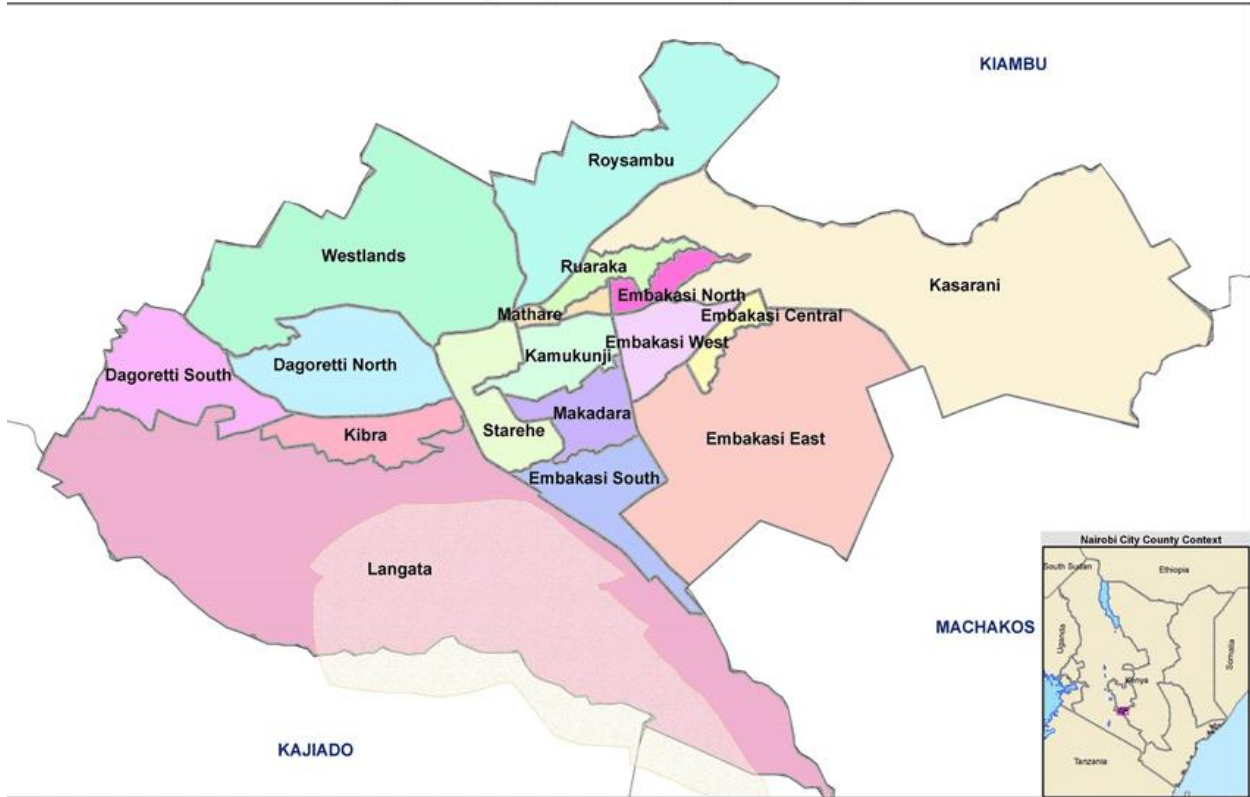 KIAMBU
Roysambu
Westlands
Ruaraka
Kasarani
Embakasi North
Mathare
Embakasi Central
Embakasi West
Kamukunji
Dagoretti North
Dagoretti South
Makadara
Starehe
Kibra
Embakasi East
Embakasi South
Langata
MACHAKOS
KAJIADO
Nairobi City County Context
South Sudan
Ethiopia
Uganda
Somalia
Kenya
Tanzania